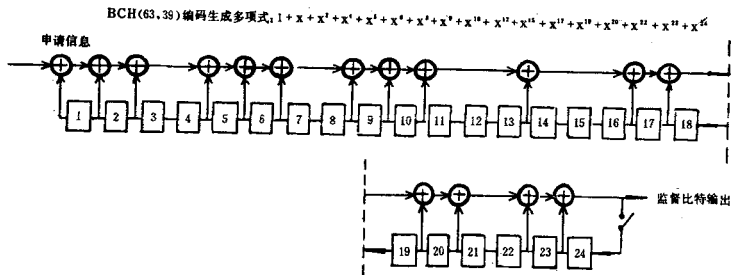 BCH(63,39)编码生成多项式: 1 + x + x² + x⁴ + x⁵ + x⁶ + x⁸ + x⁹ + x¹⁰ + x¹³ + x¹⁶ + x¹⁷ + x¹⁹ + x²⁰ + x²² + x²³ + x²⁴
申请信息
1 2 3 4 5 6 7 8 9 10 11 12 13 14 15 16 17 18
监督比特输出
19 20 21 22 23 24